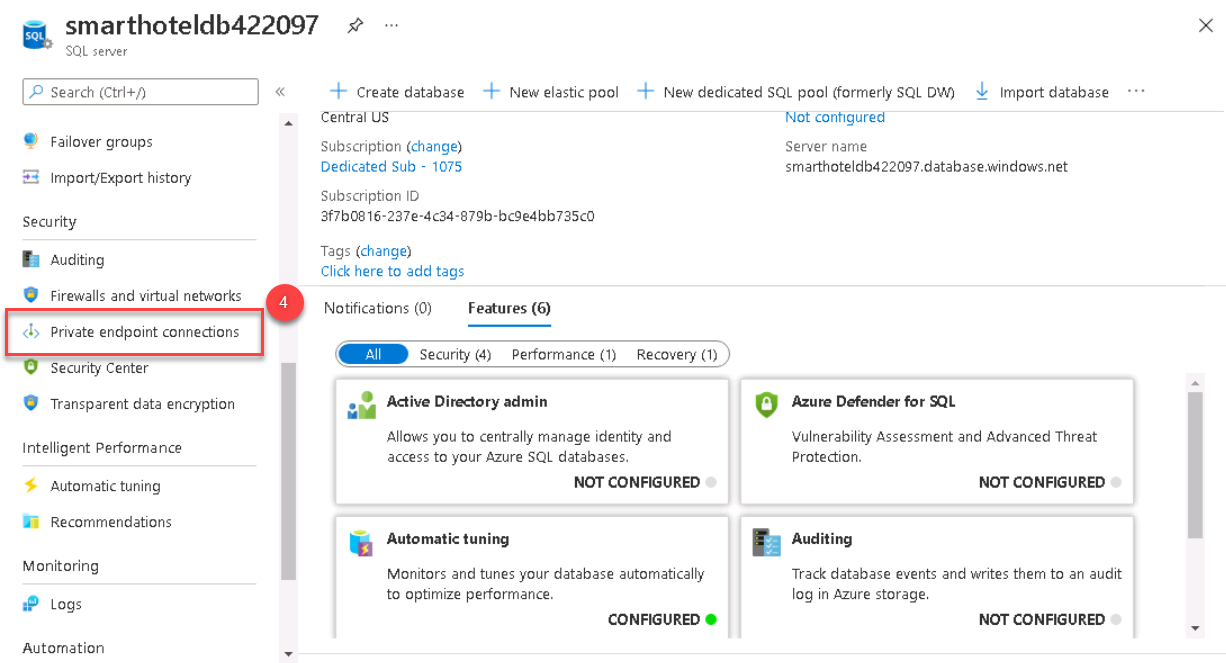 smarthoteldb422097
SQL server
Search (Ctrl+/)
Failover groups
Import/Export history
Security
Auditing
Firewalls and virtual networks
Private endpoint connections
4
Security Center
Transparent data encryption
Intelligent Performance
Automatic tuning
Recommendations
Monitoring
Logs
Automation
Create database
New elastic pool
New dedicated SQL pool (formerly SQL DW)
Import database
Central US
Subscription (change)
Dedicated Sub - 1075
Subscription ID
3f7b0816-237e-4c34-879b-bc9e4bb735c0
Tags (change)
Click here to add tags
Not configured
Server name
smarthoteldb422097.database.windows.net
Notifications (0)
Features (6)
All
Security (4)
Performance (1)
Recovery (1)
Active Directory admin
Allows you to centrally manage identity and
access to your Azure SQL databases.
NOT CONFIGURED
Azure Defender for SQL
Vulnerability Assessment and Advanced Threat
Protection.
NOT CONFIGURED
Automatic tuning
Monitors and tunes your database automatically
to optimize performance.
CONFIGURED
Auditing
Track database events and writes them to an audit
log in Azure storage.
NOT CONFIGURED